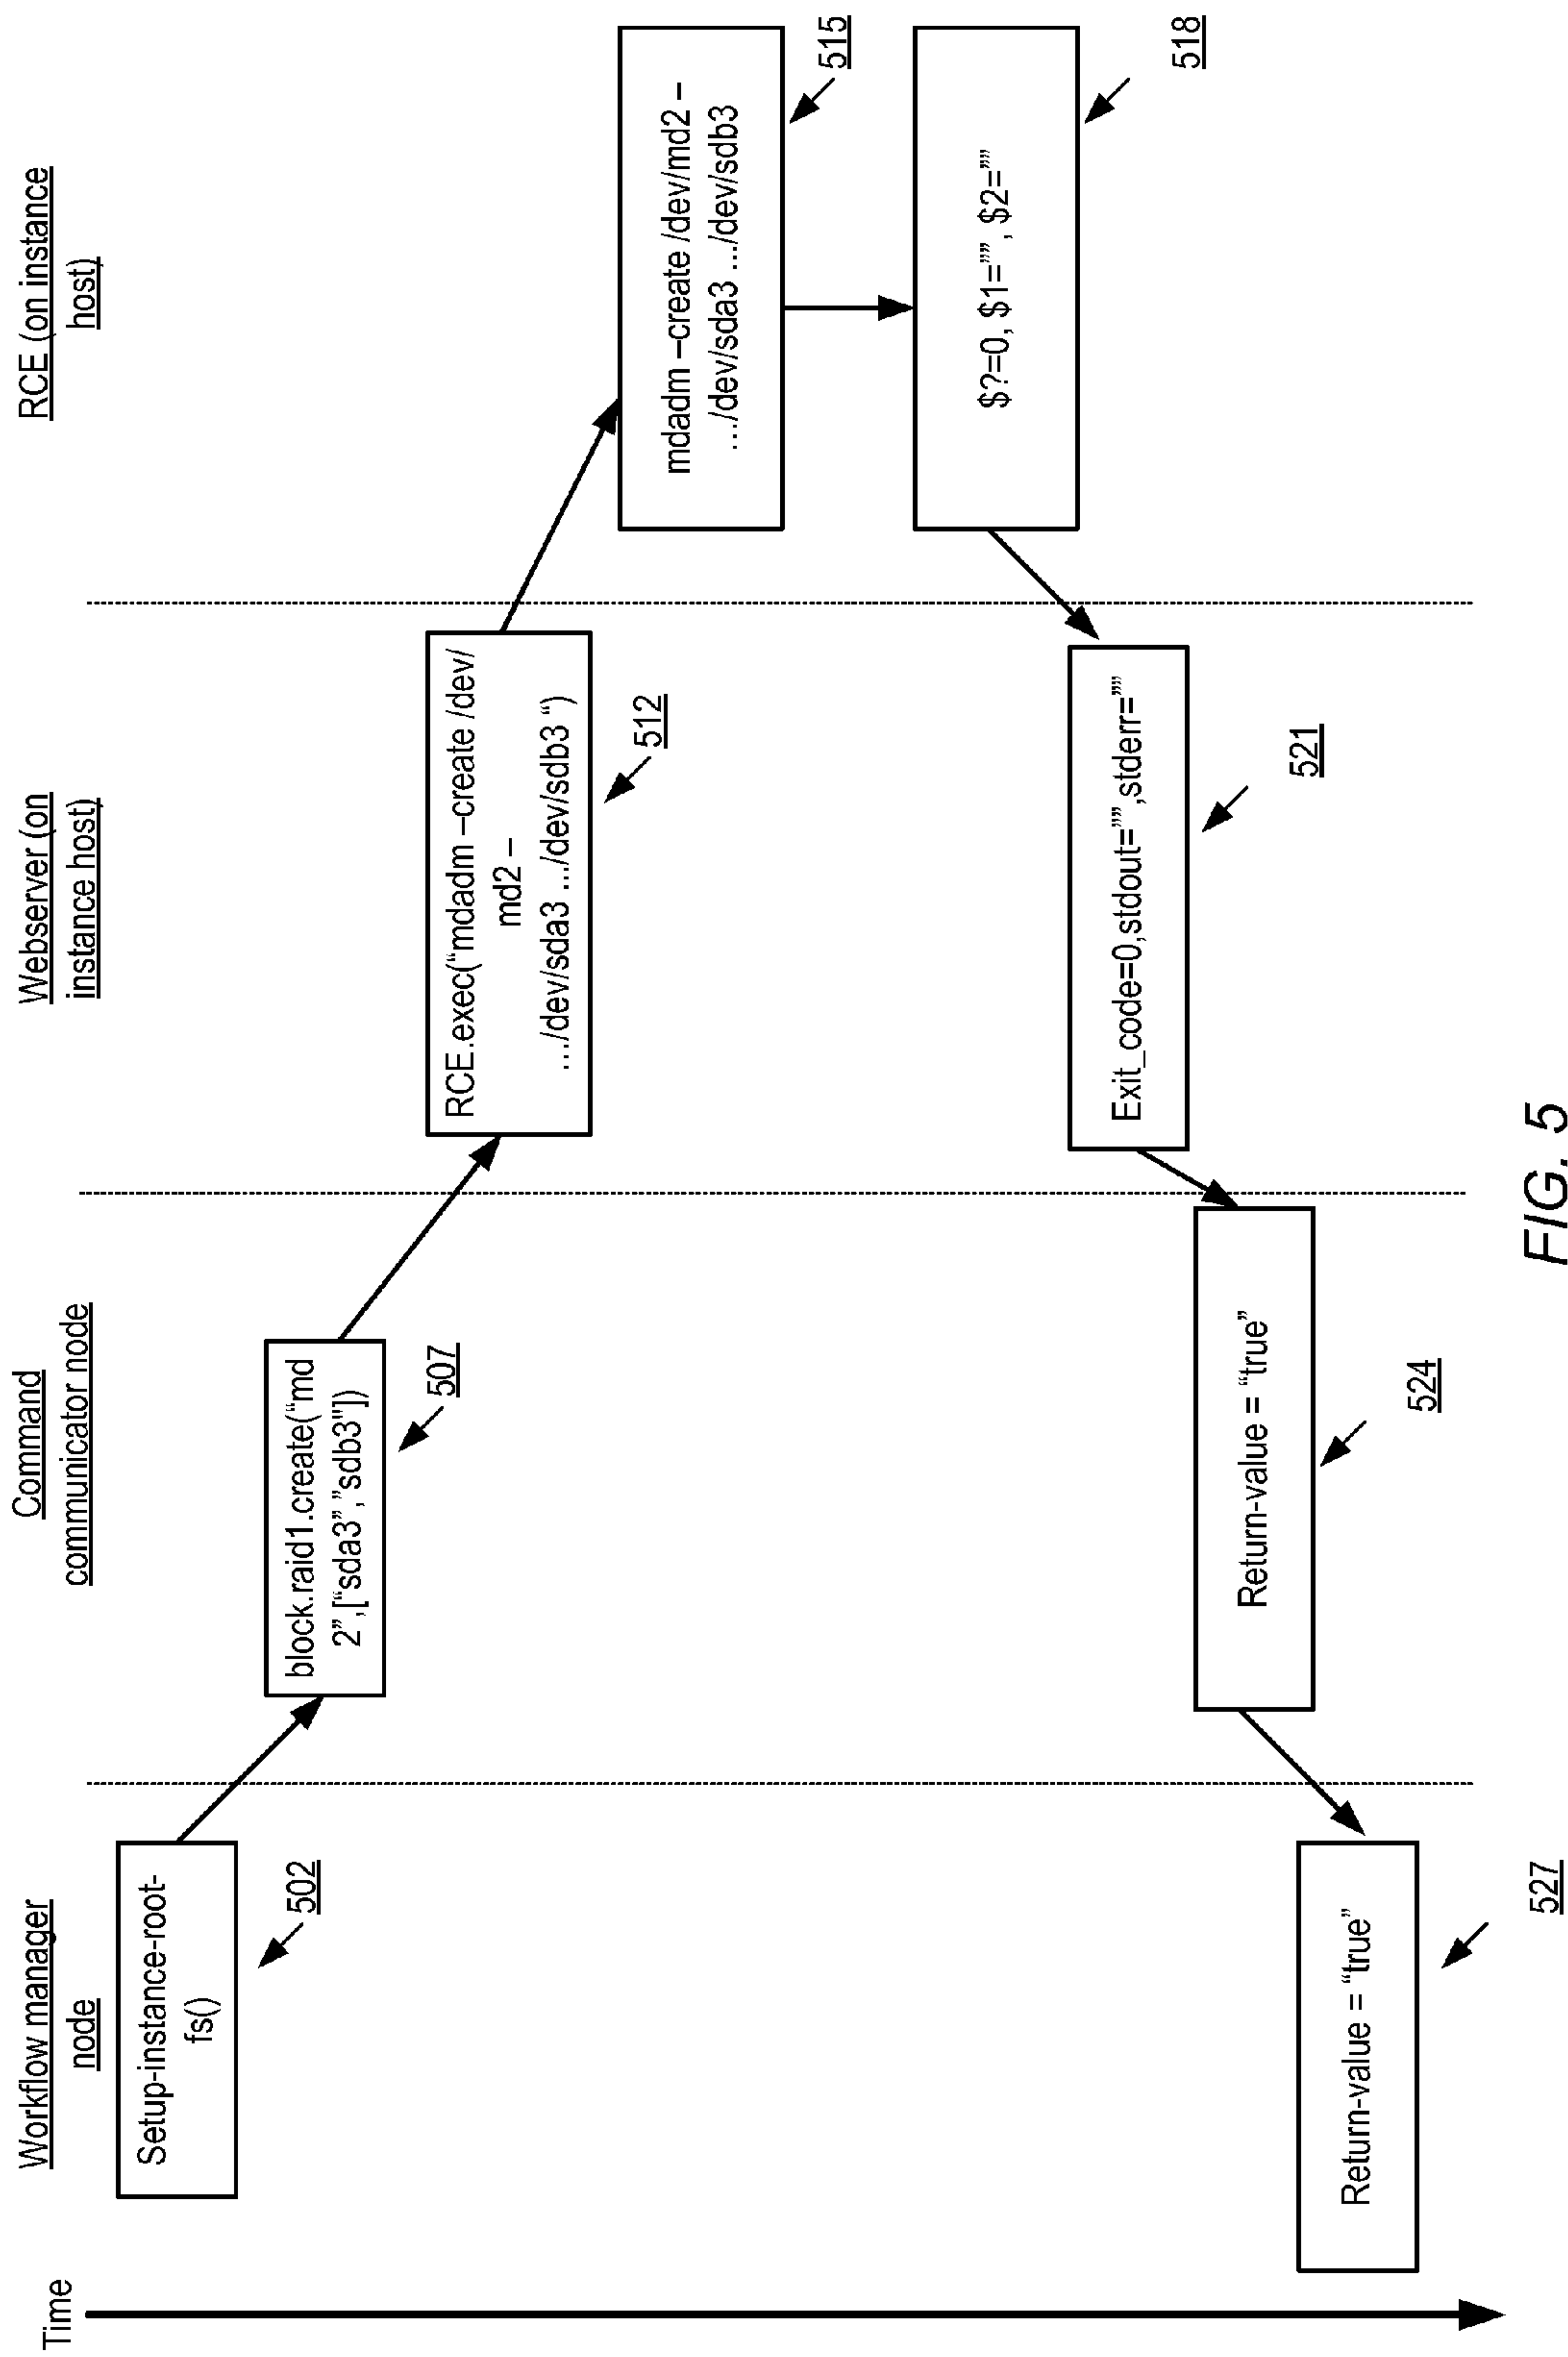 Time
Workflow manager
node
Command
communicator node
Webserver (on
instance host)
RCE (on instance
host)
Setup-instance-root-
fs()
502
block.raid1.create(“md
2”,[“sda3”,”sdb3"])
507
RCE.exec(“mdadm –create /dev/
md2 –
…/dev/sda3 .../dev/sdb3 “)
512
mdadm –create /dev/md2 –
…/dev/sda3 .../dev/sdb3
515
$?=0, $1=””, $2=””
518
Exit_code=0,stdout=””,stderr=””
521
Return-value = “true”
524
Return-value = “true”
527
FIG. 5